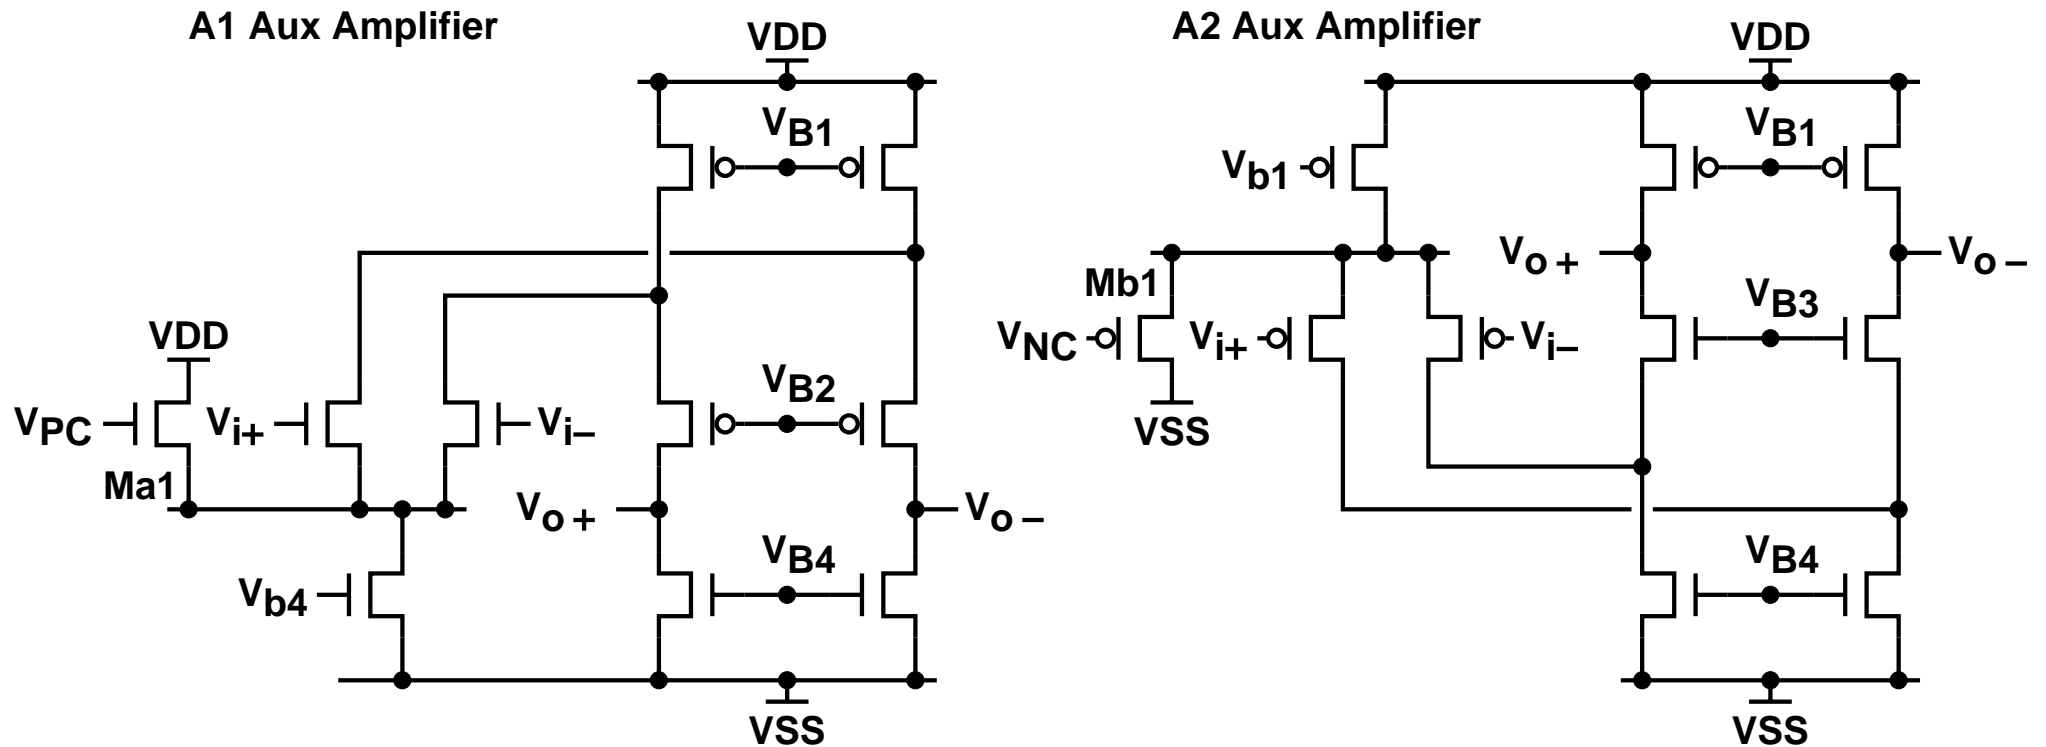 A1 Aux Amplifier
VDD
VB1
VDD
VB2
VPC
Vi+
Vi−
Ma1
Vo+
Vo−
VB4
Vb4
VSS
A2 Aux Amplifier
VDD
VB1
Vb1
Vo+
Vo−
Mb1
VB3
VNC
Vi+
Vi−
VSS
VB4
VSS